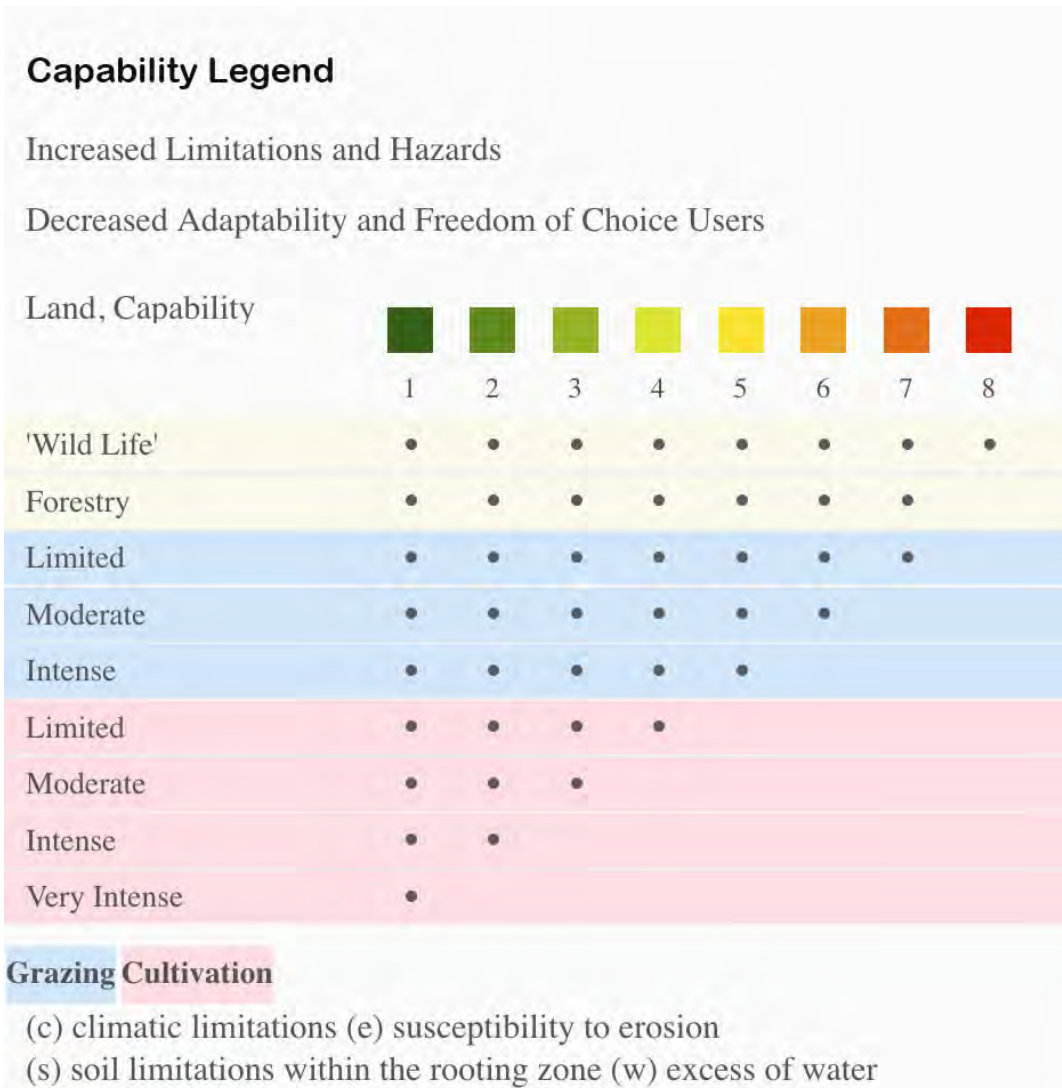 Capability Legend
Increased Limitations and Hazards
Decreased Adaptability and Freedom of Choice Users
Land, Capability
1 2 3 4 5 6 7 8
'Wild Life'
Forestry
Limited
Moderate
Intense
Limited
Moderate
Intense
Very Intense
Grazing Cultivation
(c) climatic limitations (e) susceptibility to erosion
(s) soil limitations within the rooting zone (w) excess of water